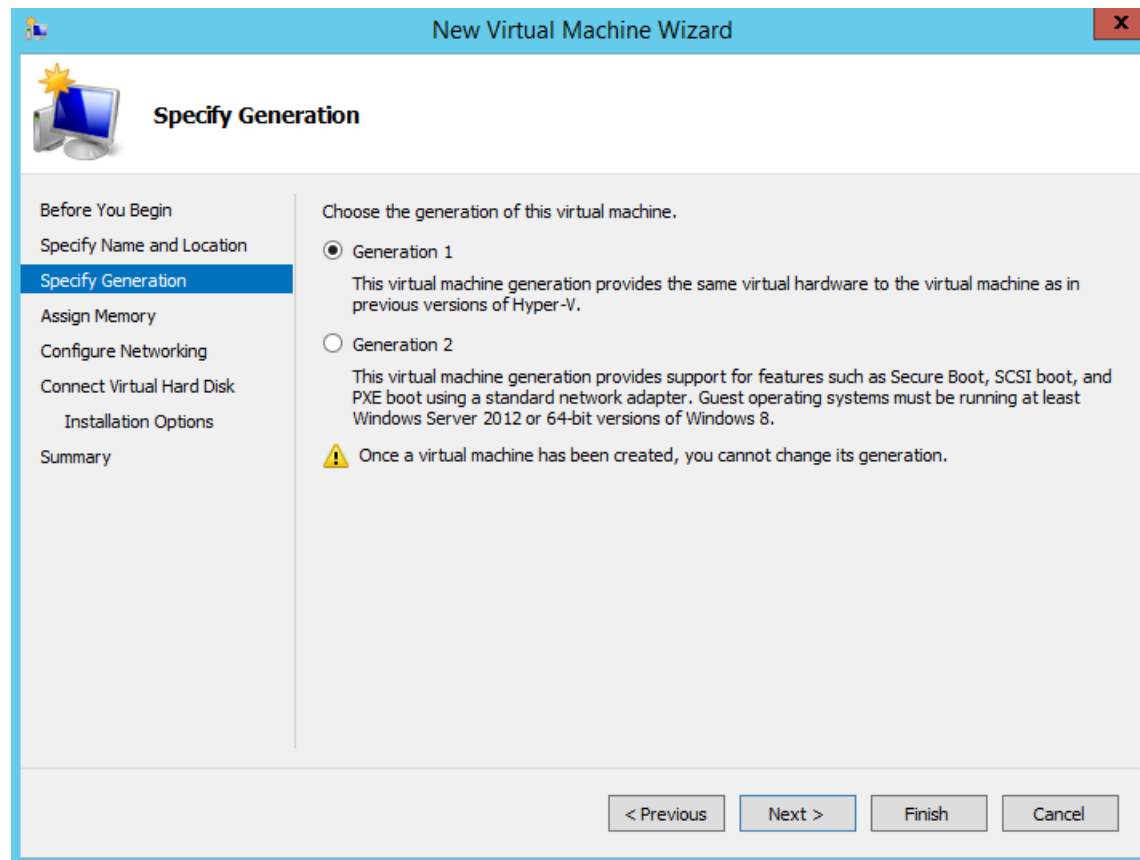 New Virtual Machine Wizard
x
Specify Generation
Before You Begin
Specify Name and Location
Specify Generation
Assign Memory
Configure Networking
Connect Virtual Hard Disk
Installation Options
Summary
Choose the generation of this virtual machine.
Generation 1
This virtual machine generation provides the same virtual hardware to the virtual machine as in
previous versions of Hyper-V.
Generation 2
This virtual machine generation provides support for features such as Secure Boot, SCSI boot, and
PXE boot using a standard network adapter. Guest operating systems must be running at least
Windows Server 2012 or 64-bit versions of Windows 8.
Once a virtual machine has been created, you cannot change its generation.
< Previous
Next >
Finish
Cancel